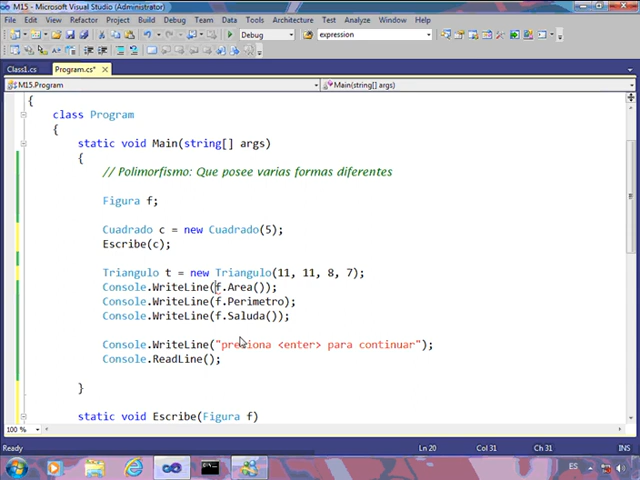 M15 - Microsoft Visual Studio (Administrator)
File Edit View Refactor Project Build Debug Team Data Tools Architecture Test Analyze Window Help
Debug expression
Class1.cs Program.cs*
M15.Program Main(string[] args)
{
class Program
{
static void Main(string[] args)
{
// Polimorfismo: Que posee varias formas diferentes
Figura f;
Cuadrado c = new Cuadrado(5);
Escribe(c);
Triangulo t = new Triangulo(11, 11, 8, 7);
Console.WriteLine(f.Area());
Console.WriteLine(f.Perimetro);
Console.WriteLine(f.Saluda());
Console.WriteLine("presiona <enter> para continuar");
Console.ReadLine();
}
static void Escribe(Figura f)
100 %
Ready Ln 20 Col 31 Ch 31 INS
ES